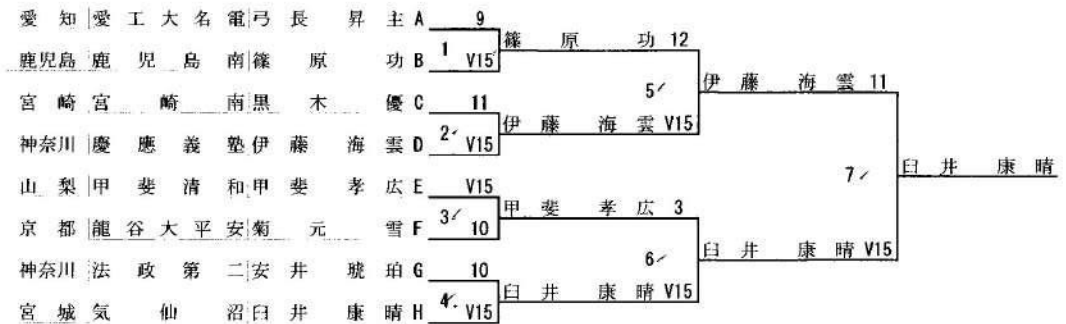 愛知 愛工大名電 弓長昇主 A 9
1 篠原功 12
鹿児島 鹿児島南 篠原功 B V15
5 伊藤海雲 11
宮崎 宮崎南 黒木優 C 11
2 伊藤海雲 V15
神奈川 慶應義塾 伊藤海雲 D V15
7 臼井康晴
山梨 甲斐清和 甲斐孝広 E V15
3 甲斐孝広 3
京都 龍谷大平安 菊元雪 F 10
6 臼井康晴 V15
神奈川 法政第二 安井琥珀 G 10
4 臼井康晴 V15
宮城 気仙沼 臼井康晴 H V15